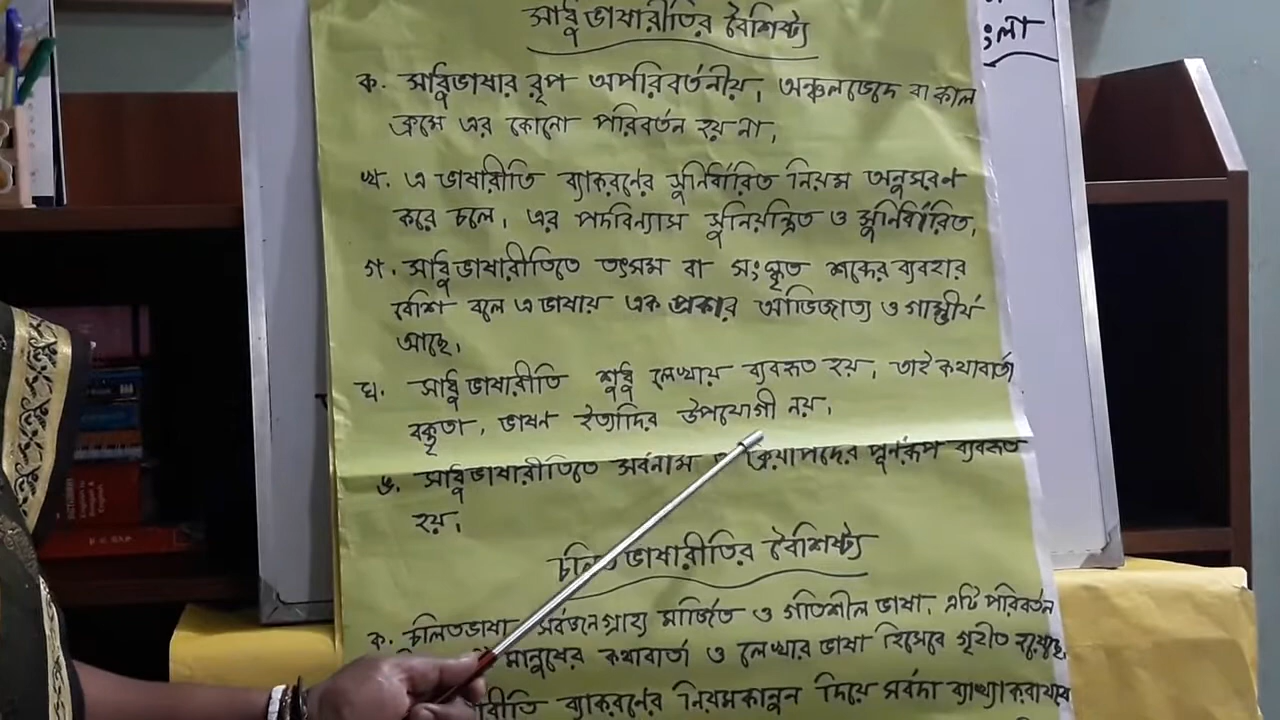 সাধুভাষারীতির বৈশিষ্ট্য
ক. সাধুভাষার রূপ অপরিবর্তনীয়, অঞ্চলভেদে বা কাল
ক্রমে এর কোনো পরিবর্তন হয় না,
খ. এ ভাষারীতি ব্যাকরণের সুনির্ধারিত নিয়ম অনুসরণ
করে চলে, এর পদবিন্যাস সুনিয়ন্ত্রিত ও সুনির্ধারিত,
গ. সাধুভাষারীতিতে তৎসম বা সংস্কৃত শব্দের ব্যবহার
বেশি বলে এ ভাষায় এক প্রকার আভিজাত্য ও গাম্ভীর্য
আছে,
ঘ. সাধুভাষারীতি শুধু লেখায় ব্যবহৃত হয়, তাই কথাবার্তা
বক্তৃতা, ভাষণ ইত্যাদির উপযোগী নয়,
ঙ. সাধুভাষারীতিতে সর্বনাম ক্রিয়াপদের পূর্ণরূপ ব্যবহৃত
হয়,
চলিতভাষারীতির বৈশিষ্ট্য
ক. চলিতভাষা সর্বজনগ্রাহ্য মার্জিত ও গতিশীল ভাষা, এটি পরিবর্তন
মানুষের কথাবার্তা ও লেখার ভাষা হিসেবে গৃহীত হয়েছে,
ব্যাকরণের নিয়মকানুন দিয়ে সর্বদা ব্যাখ্যা করা যায়না